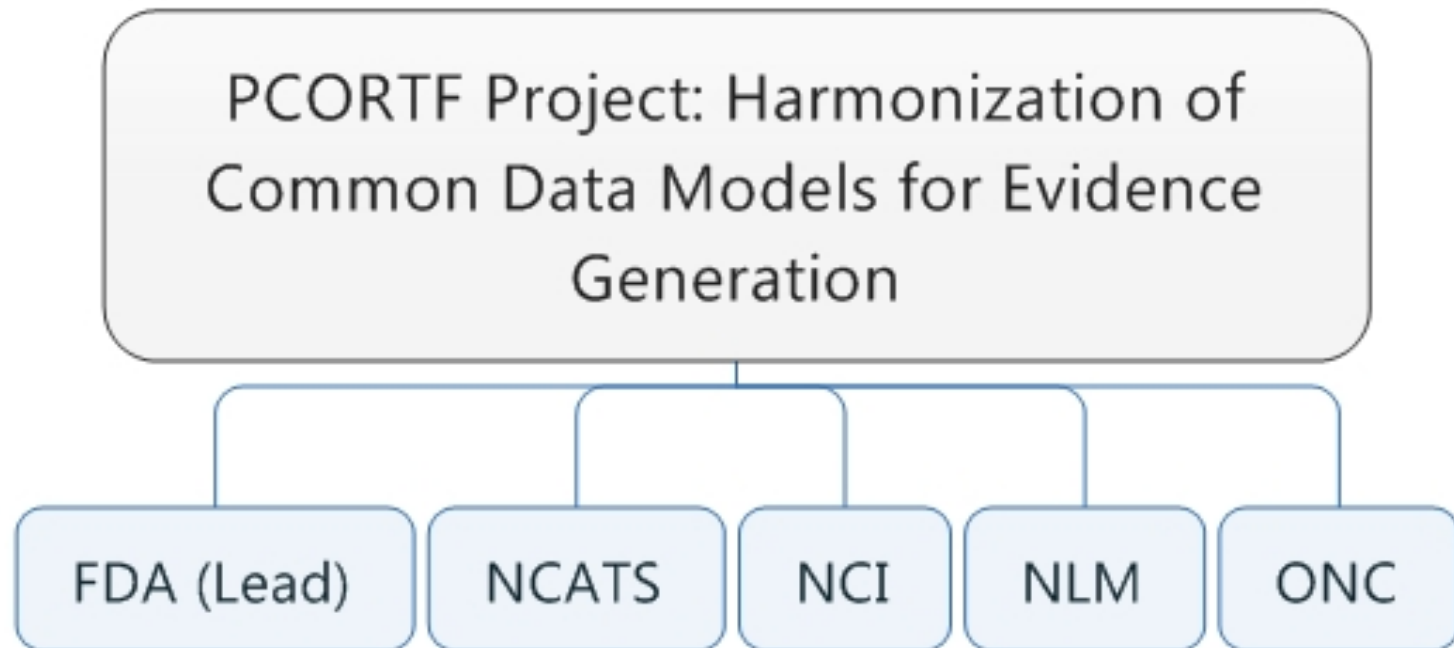 PCORTF Project: Harmonization of
Common Data Models for Evidence
Generation
FDA (Lead)
NCATS
NCI
NLM
ONC